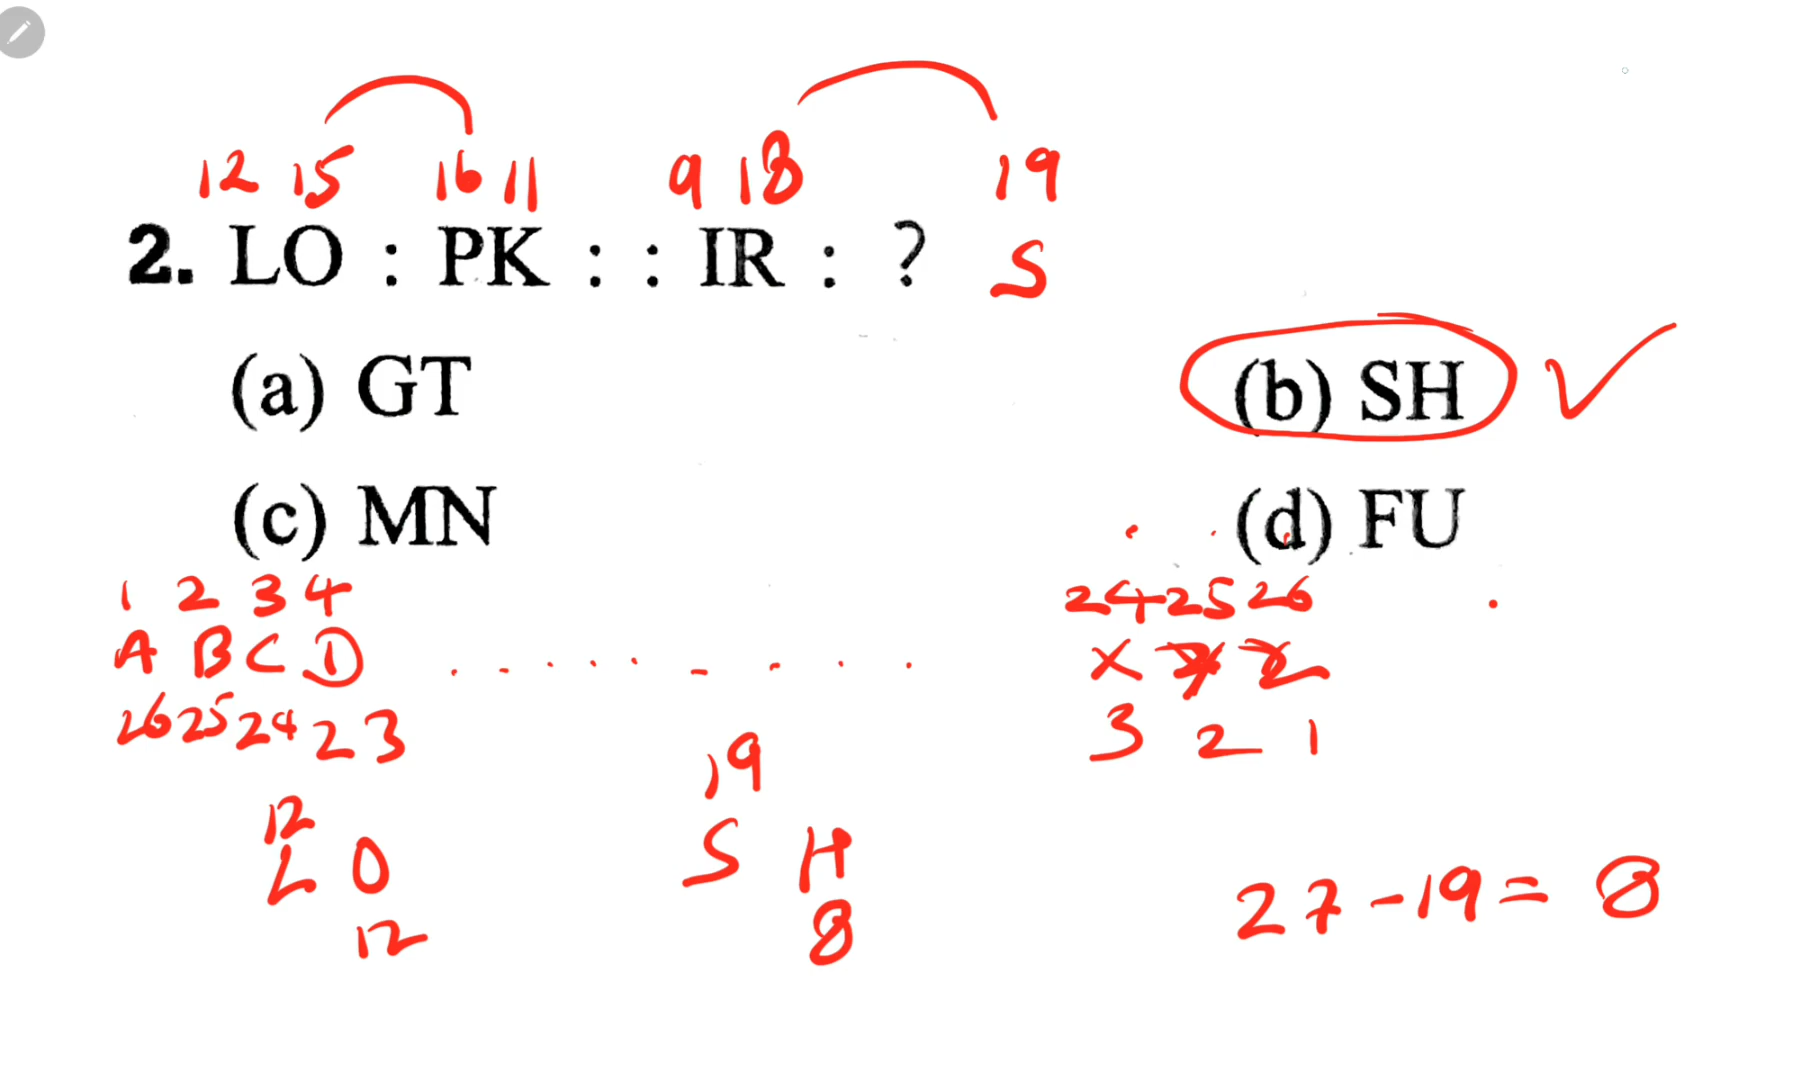 12 15 16 11 9 18 19
2. LO : PK : : IR : ? S
(a) GT (b) SH
(c) MN (d) FU
1 2 3 4 24 25 26
A B C D . . . . . . . . . X Y Z
26 25 24 23 3 2 1
12 19
L O S H
12 8
27 - 19 = 8